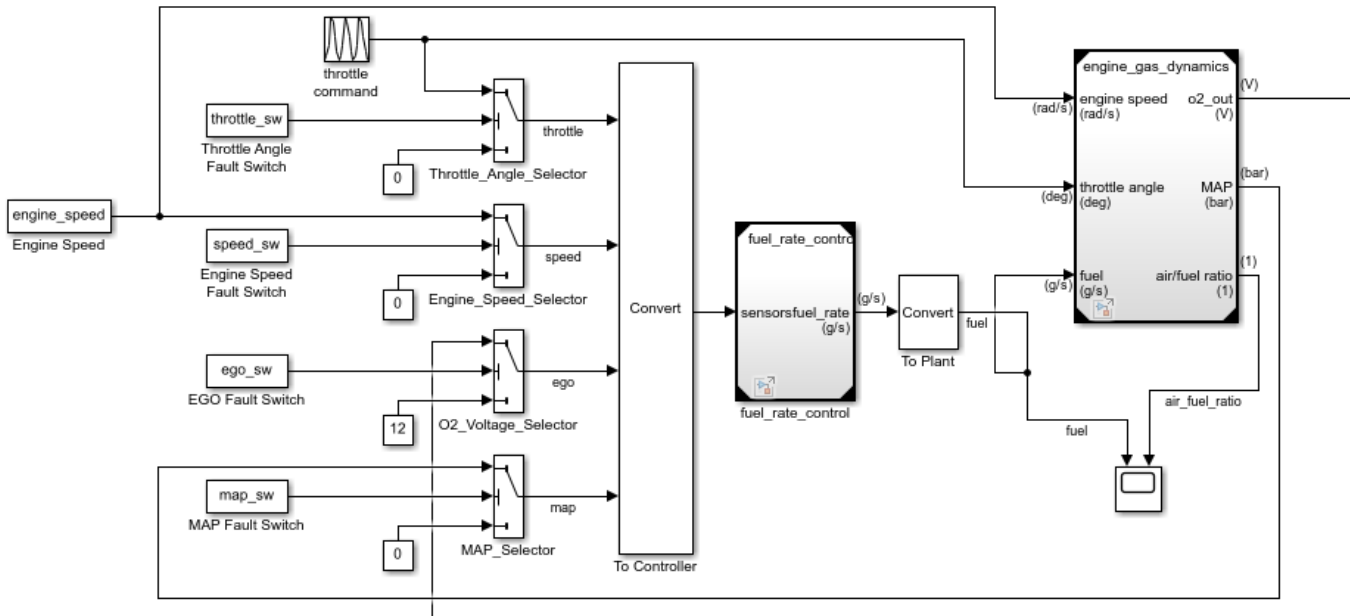 throttle
command
throttle_sw
Throttle Angle
Fault Switch
0
Throttle_Angle_Selector
throttle
engine_speed
Engine Speed
speed_sw
Engine Speed
Fault Switch
0
Engine_Speed_Selector
speed
ego_sw
EGO Fault Switch
12
O2_Voltage_Selector
ego
map_sw
MAP Fault Switch
0
MAP_Selector
map
Convert
To Controller
fuel_rate_contro
sensors
fuel_rate
(g/s)
fuel_rate_control
(g/s)
Convert
To Plant
fuel
fuel
engine_gas_dynamics
(rad/s)
engine speed
(rad/s)
(deg)
throttle angle
(deg)
(g/s)
fuel
(g/s)
o2_out
(V)
(V)
MAP
(bar)
(bar)
air/fuel ratio
(1)
(1)
air_fuel_ratio